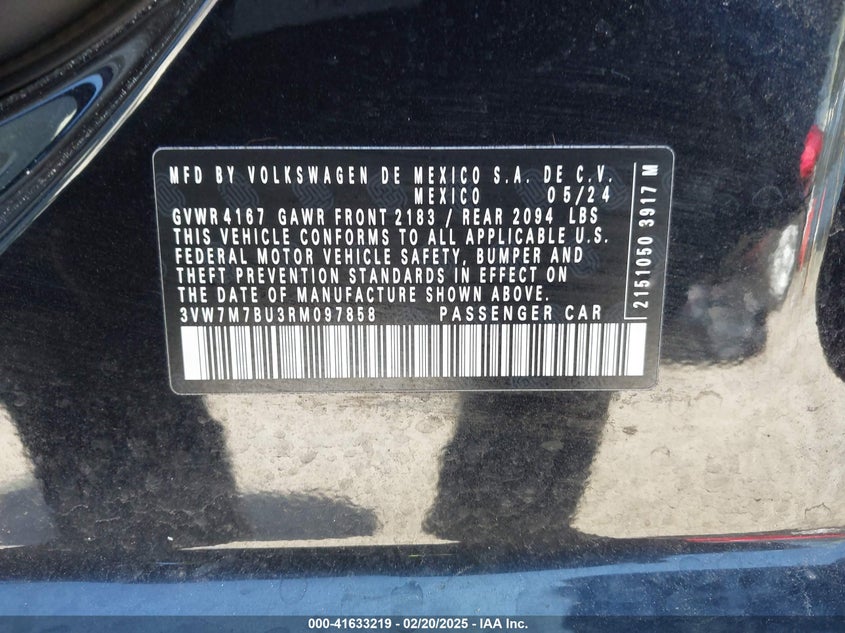 MFD BY VOLKSWAGEN DE MEXICO S.A. DE C.V.
MEXICO 05/24
GVWR 4167 GAWR FRONT 2183 / REAR 2094 LBS
THIS VEHICLE CONFORMS TO ALL APPLICABLE U.S.
FEDERAL MOTOR VEHICLE SAFETY, BUMPER AND
THEFT PREVENTION STANDARDS IN EFFECT ON
THE DATE OF MANUFACTURE SHOWN ABOVE.
3VW7M7BU3RM097858 PASSENGER CAR
2151050 3917 M
000-41633219 - 02/20/2025 - IAA Inc.